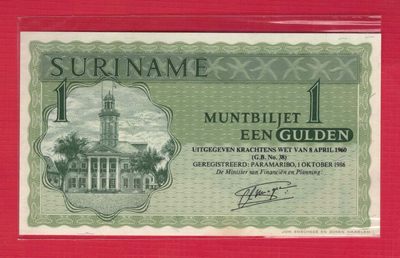 SURINAME
1
MUNTBILJET 1
EEN GULDEN
UITGEGEVEN KRACHTENS WET VAN 8 APRIL 1960
(G.B. No. 38)
GEREGISTREERD: PARAMARIBO, 1 OKTOBER 1986
De Minister van Financiën en Planning
JOH. ENSCHEDÉ EN ZONEN HAARLEM